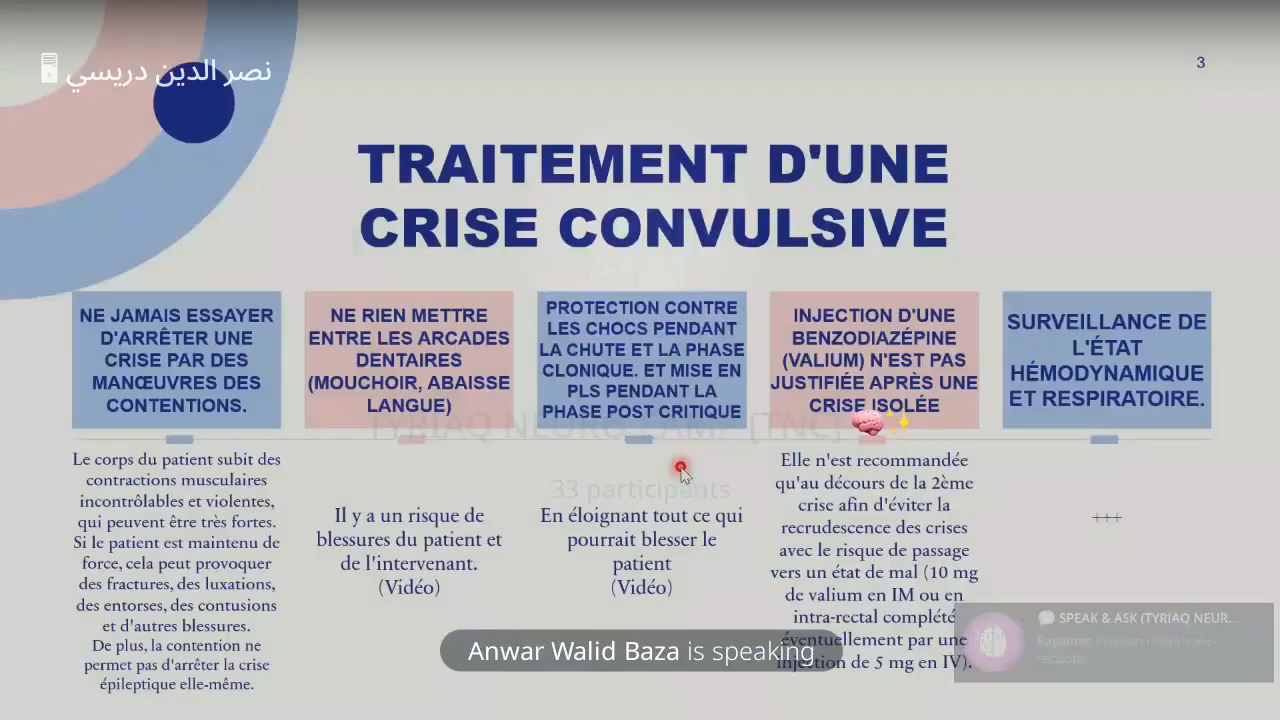 نصر الدين دريسي
3
TRAITEMENT D'UNE
CRISE CONVULSIVE
NE JAMAIS ESSAYER
D'ARRÊTER UNE
CRISE PAR DES
MANŒUVRES DES
CONTENTIONS.
Le corps du patient subit des
contractions musculaires
incontrôlables et violentes,
qui peuvent être très fortes.
Si le patient est maintenu de
force, cela peut provoquer
des fractures, des luxations,
des entorses, des contusions
et d'autres blessures.
De plus, la contention ne
permet pas d'arrêter la crise
épileptique elle-même.
NE RIEN METTRE
ENTRE LES ARCADES
DENTAIRES
(MOUCHOIR, ABAISSE
LANGUE)
Il y a un risque de
blessures du patient et
de l'intervenant.
(Vidéo)
PROTECTION CONTRE
LES CHOCS PENDANT
LA CHUTE ET LA PHASE
CLONIQUE. ET MISE EN
PLS PENDANT LA
PHASE POST CRITIQUE
En éloignant tout ce qui
pourrait blesser le
patient
(Vidéo)
INJECTION D'UNE
BENZODIAZÉPINE
(VALIUM) N'EST PAS
JUSTIFIÉE APRÈS UNE
CRISE ISOLÉE
Elle n'est recommandée
qu'au décours de la 2ème
crise afin d'éviter la
recrudescence des crises
avec le risque de passage
vers un état de mal (10 mg
de valium en IM ou en
intra-rectal complété
éventuellement par une
injection de 5 mg en IV).
SURVEILLANCE DE
L'ÉTAT
HÉMODYNAMIQUE
ET RESPIRATOIRE.
+++
TYRIAQ NEURO CAMP [TNC]
33 participants
Anwar Walid Baza is speaking
SPEAK & ASK (TYRIAQ NEUR...